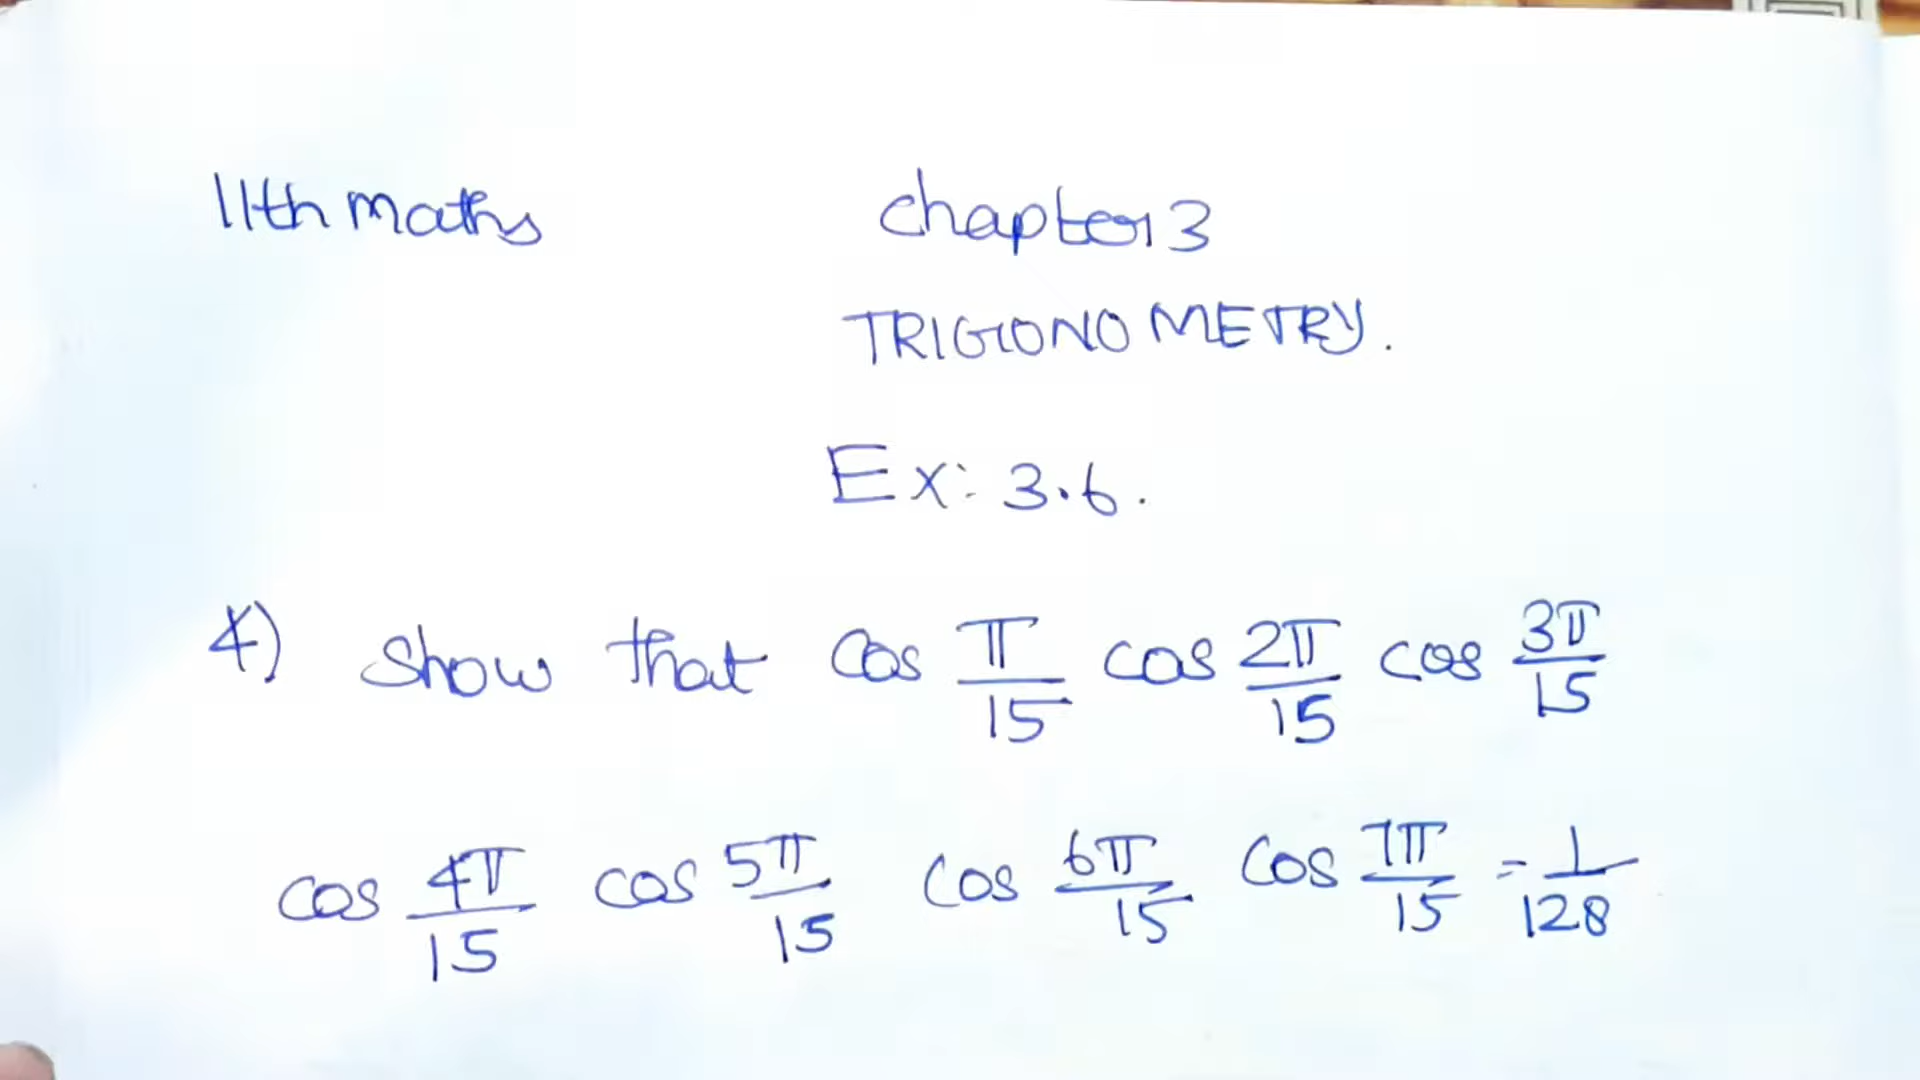 11th maths chapter 3
TRIGONOMETRY.
Ex: 3.6.
4) Show that cos π/15 cos 2π/15 cos 3π/15
cos 4π/15 cos 5π/15 cos 6π/15 cos 7π/15 = 1/128